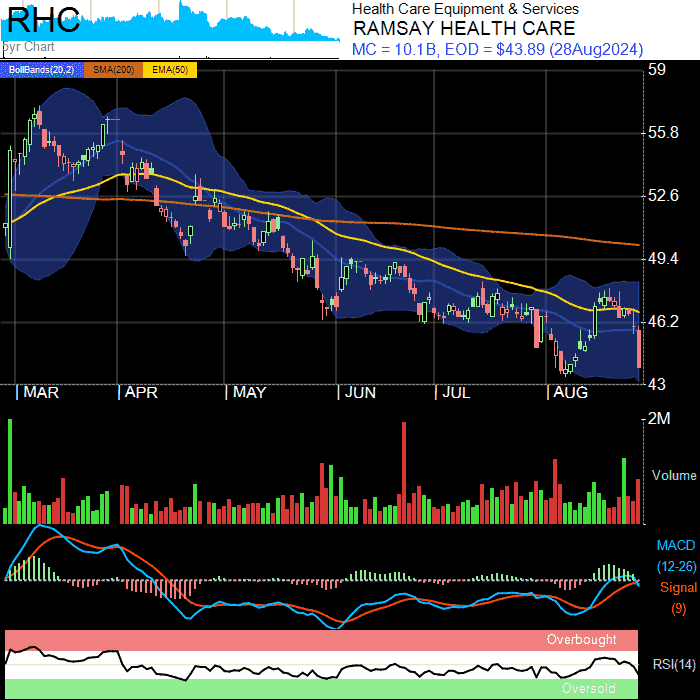 RHC
5yr Chart
Health Care Equipment & Services
RAMSAY HEALTH CARE
MC = 10.1B, EOD = $43.89 (28Aug2024)
BollBands(20,2) SMA(200) EMA(50)
59
55.8
52.6
49.4
46.2
43
MAR APR MAY JUN JUL AUG
2M
Volume
MACD
(12-26)
Signal
(9)
Overbought
RSI(14)
Oversold